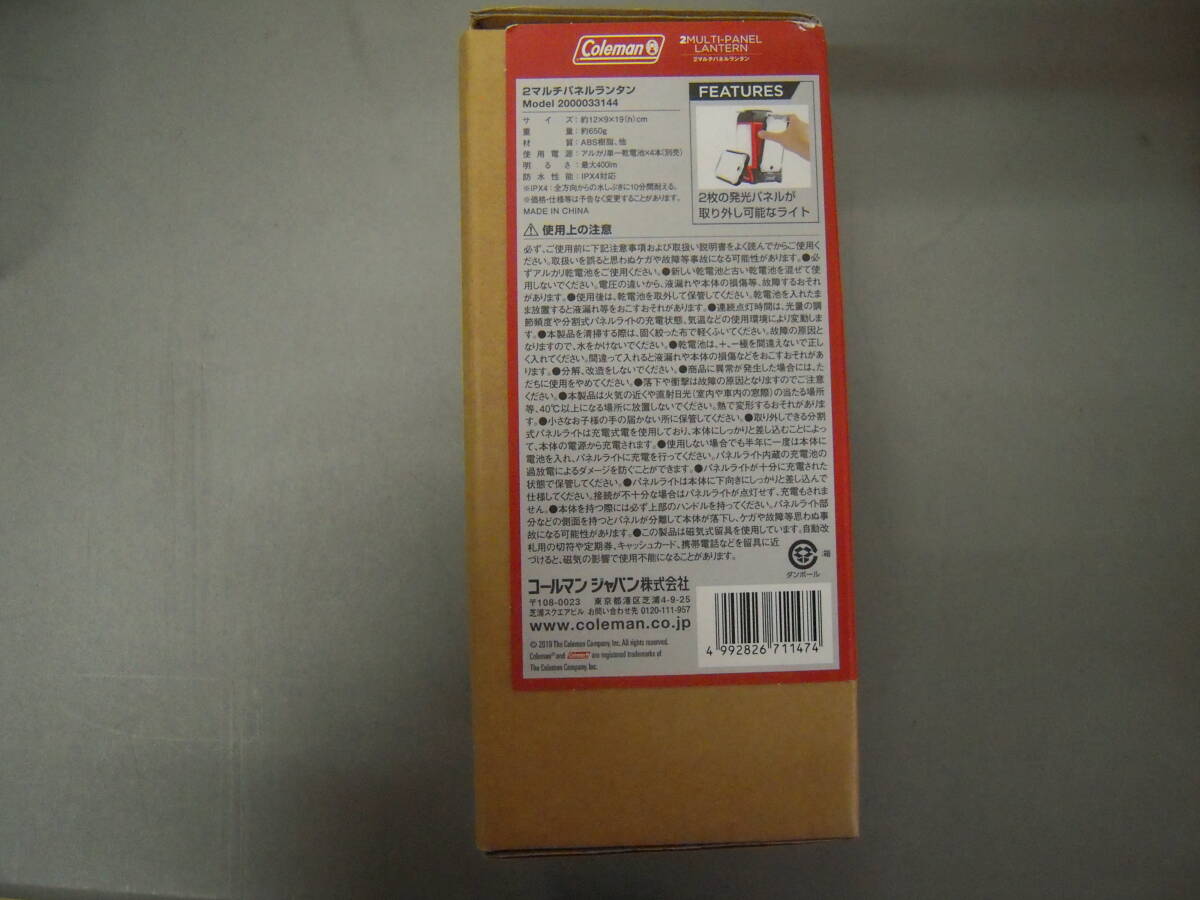 Coleman
2MULTI-PANEL
LANTERN
2マルチパネルランタン
2マルチパネルランタン
Model 2000033144
サイズ:約12×9×19(h)cm
重量:約650g
材質:ABS樹脂、他
使用電源:アルカリ単一乾電池×4本(別売)
明るさ:最大400lm
防水性能:IPX4対応
※IPX4:全方向からの水しぶきに10分間耐える。
※価格・仕様等は予告なく変更することがあります。
MADE IN CHINA
FEATURES
2枚の発光パネルが
取り外し可能なライト
⚠ 使用上の注意
必ず、ご使用前に下記注意事項および取扱い説明書をよく読んでからご使用く
ださい。取扱いを誤ると思わぬケガや故障等事故になる可能性があります。●必
ずアルカリ乾電池をご使用ください。●新しい乾電池と古い乾電池を混ぜて使
用しないでください。電圧の違いから、液漏れや本体の損傷等、故障するおそれ
があります。●使用後は、乾電池を取外して保管してください。乾電池を入れたま
ま放置すると液漏れ等をおこすおそれがあります。●連続点灯時間は、光量の調
節頻度や分割式パネルライトの充電状態、気温などの使用環境により変動しま
す。●本製品を清掃する際は、固く絞った布で軽くふいてください。故障の原因と
なりますので、水をかけないでください。●乾電池は、+、-極を間違えないで正し
く入れてください。間違って入れると液漏れや本体の損傷などをおこすおそれがあ
ります。●分解、改造をしないでください。●商品に異常が発生した場合には、た
だちに使用をやめてください。●落下や衝撃は故障の原因となりますのでご注意
ください。●本製品は火気の近くや直射日光(室内や車内の窓際)の当たる場所
等、40℃以上になる場所に放置しないでください。熱で変形するおそれがありま
す。●小さなお子様の手の届かない所に保管してください。●取り外しできる分割
式パネルライトは充電式電を使用しており、本体にしっかりと差し込むことによっ
て、本体の電源から充電されます。●使用しない場合でも半年に一度は本体に
電池を入れ、パネルライトに充電を行ってください。パネルライト内蔵の充電池の
過放電によるダメージを防ぐことができます。●パネルライトが十分に充電された
状態で保管してください。●パネルライトは本体に下向きにしっかりと差し込んで
仕様してください。接続が不十分な場合はパネルライトが点灯せず、充電もされま
せん。●本体を持つ際には必ず上部のハンドルを持ってください。パネルライト部
分などの側面を持つとパネルが分離して本体が落下し、ケガや故障等思わぬ事
故になる可能性があります。●この製品は磁気式留具を使用しています。自動改
札用の切符や定期券、キャッシュカード、携帯電話などを留具に近
づけると、磁気の影響で使用不能になることがあります。
:箱
ダンボール
コールマン ジャパン株式会社
〒108-0023 東京都港区芝浦4-9-25
芝浦スクエアビル お問い合わせ先 0120-111-957
www.coleman.co.jp
© 2019 The Coleman Company, Inc. All rights reserved.
Coleman® and Coleman are registered trademarks of
The Coleman Company, Inc.
4 992826 711474